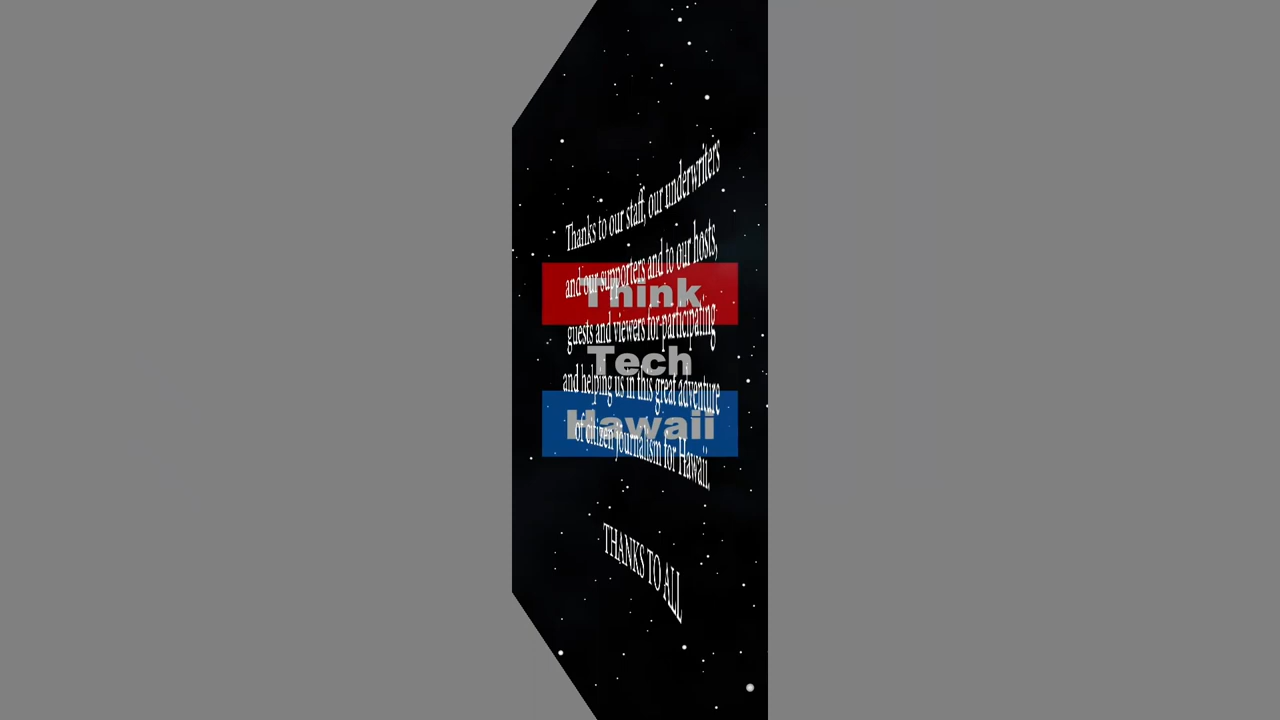 Thanks to our staff, our underwriters
and our supporters and to our hosts,
Think
guests and viewers for participating
Tech
and helping us in this great adventure
Hawaii
of citizen journalism for Hawaii.
THANKS TO ALL